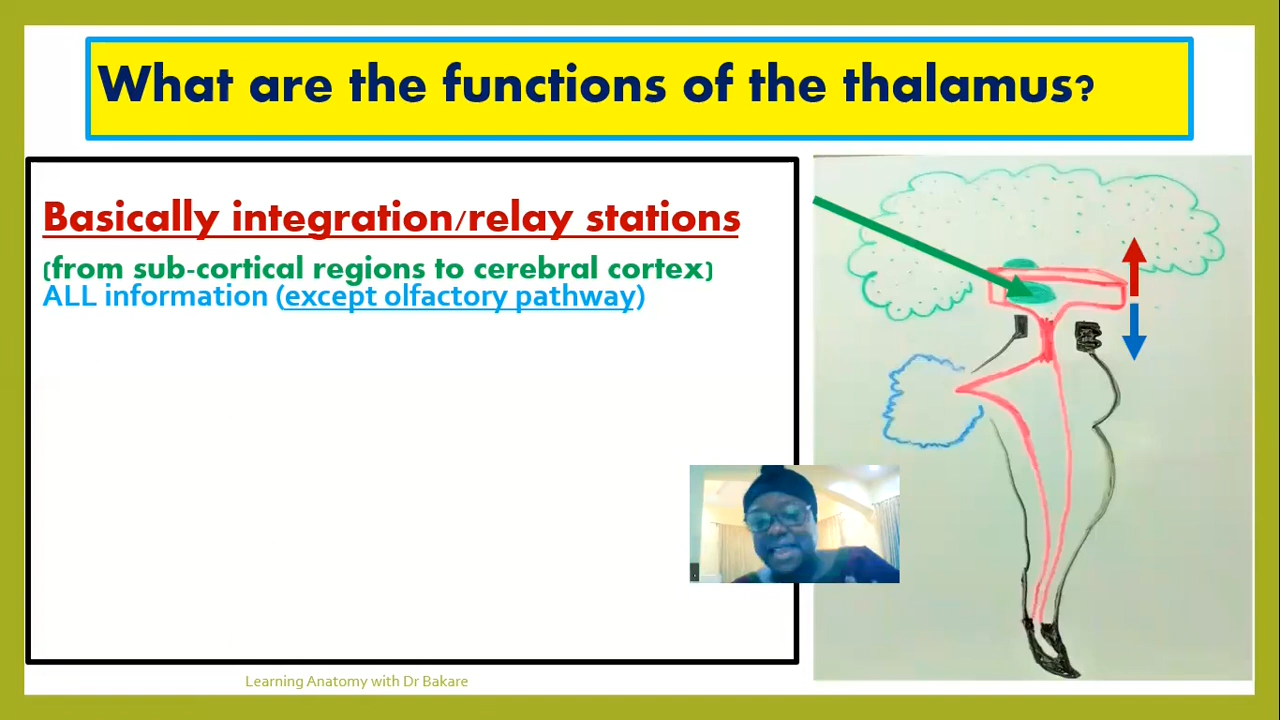 What are the functions of the thalamus?
Basically integration/relay stations
(from sub-cortical regions to cerebral cortex)
ALL information (except olfactory pathway)
Learning Anatomy with Dr Bakare